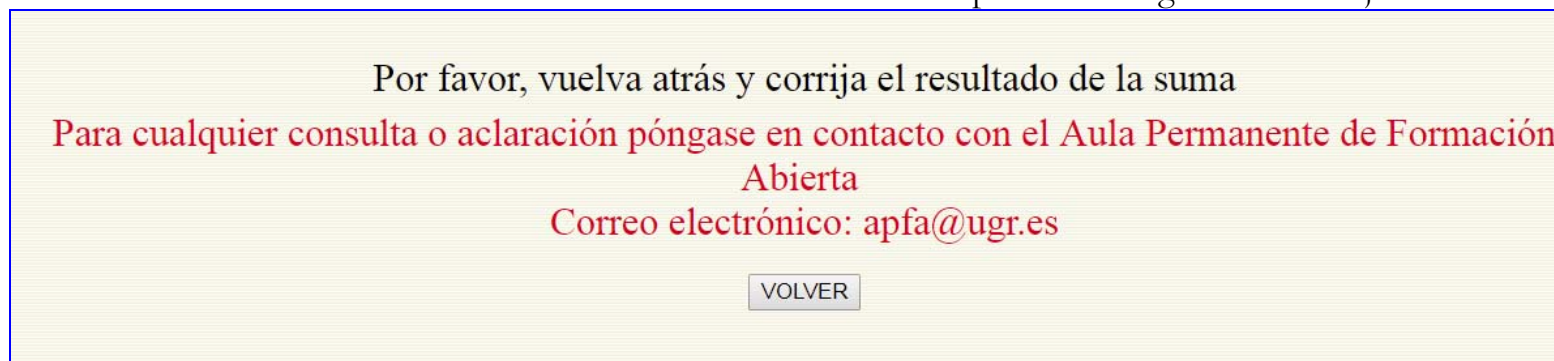 Por favor, vuelva atrás y corrija el resultado de la suma
Para cualquier consulta o aclaración póngase en contacto con el Aula Permanente de Formación
Abierta
Correo electrónico: apfa@ugr.es
VOLVER